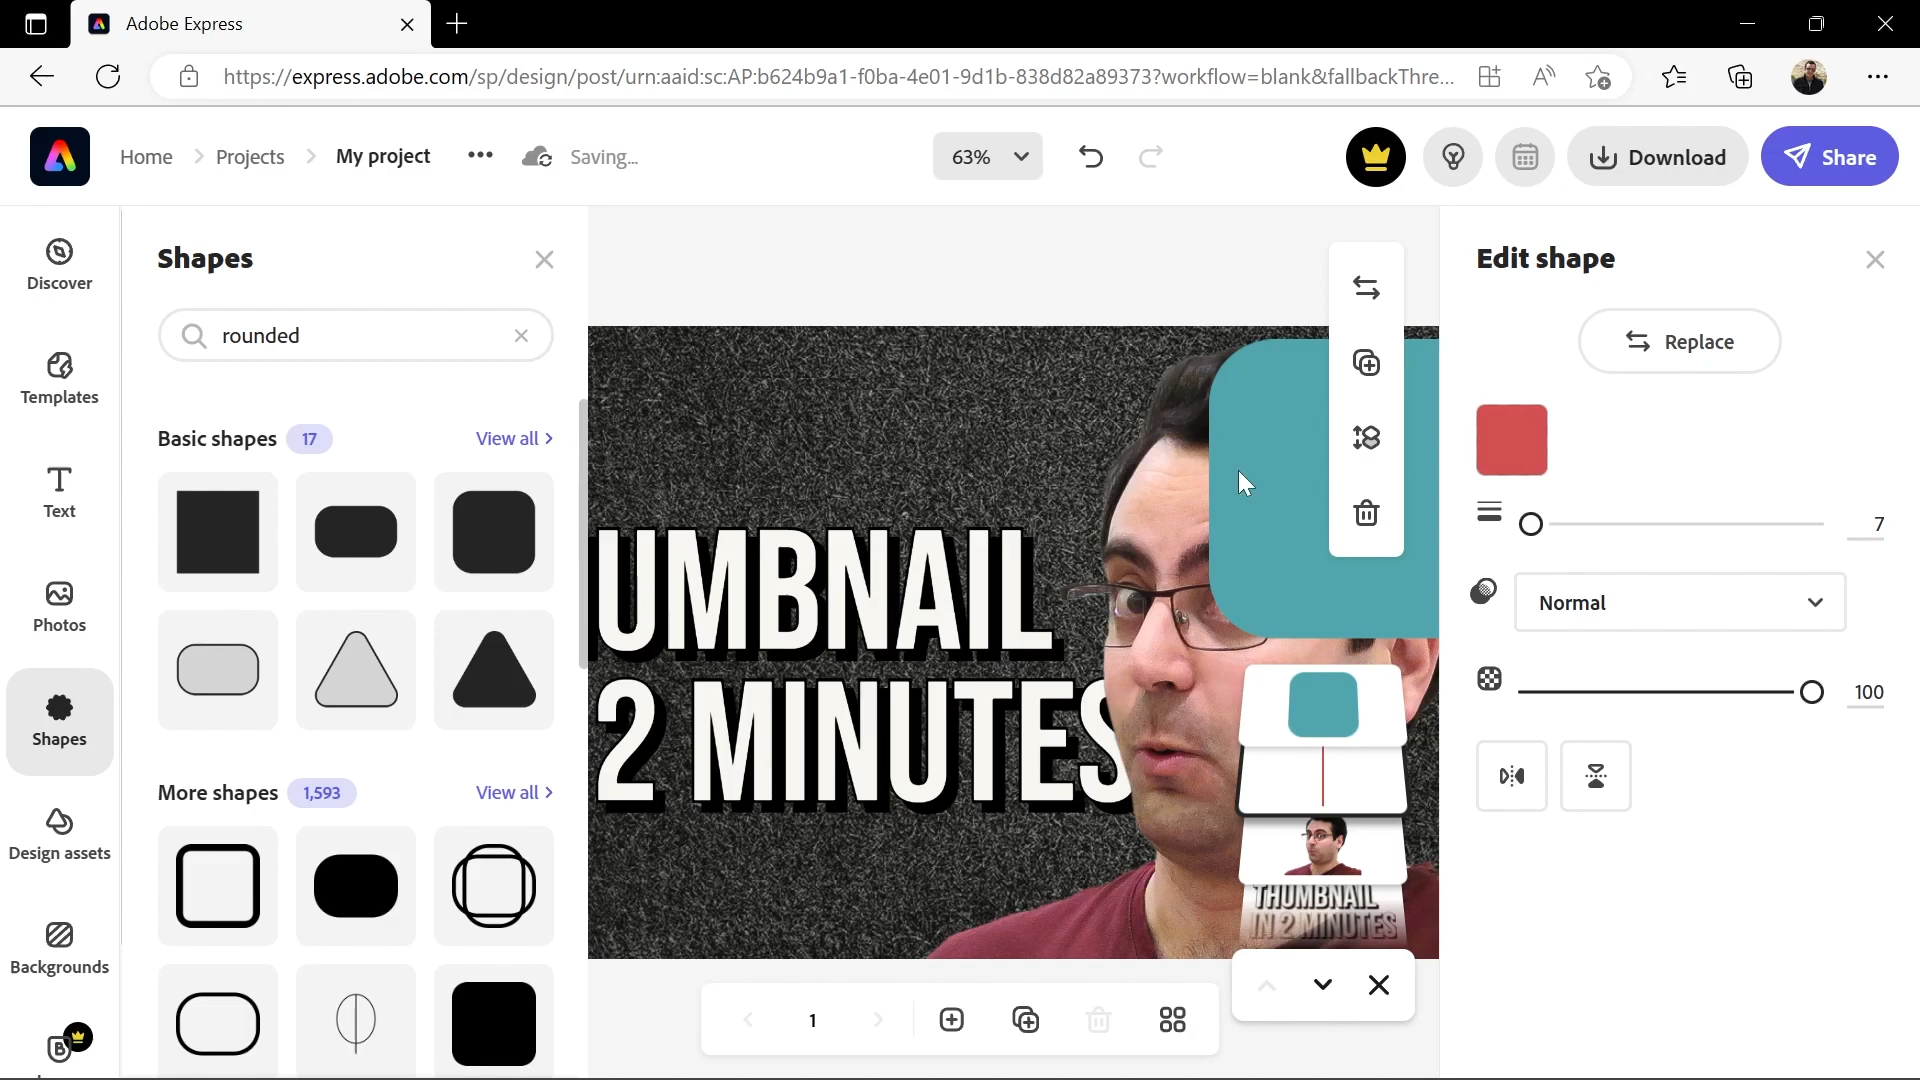 Adobe Express
https://express.adobe.com/sp/design/post/urn:aaid:sc:AP:b624b9a1-f0ba-4e01-9d1b-838d82a89373?workflow=blank&fallbackThre...
Home
Projects
My project
Saving...
63%
Download
Share
Discover
Templates
Text
Photos
Shapes
Design assets
Backgrounds
B
Shapes
rounded
Basic shapes 17 View all
More shapes 1,593 View all
UMBNAIL
2 MINUTES
THUMBNAIL
IN 2 MINUTES
1
Edit shape
Replace
7
Normal
100